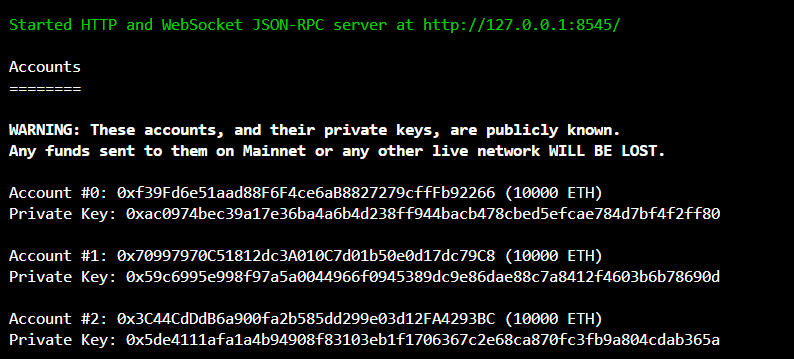 Started HTTP and WebSocket JSON-RPC server at http://127.0.0.1:8545/
Accounts
========
WARNING: These accounts, and their private keys, are publicly known.
Any funds sent to them on Mainnet or any other live network WILL BE LOST.
Account #0: 0xf39Fd6e51aad88F6F4ce6aB8827279cffFb92266 (10000 ETH)
Private Key: 0xac0974bec39a17e36ba4a6b4d238ff944bacb478cbed5efcae784d7bf4f2ff80
Account #1: 0x70997970C51812dc3A010C7d01b50e0d17dc79C8 (10000 ETH)
Private Key: 0x59c6995e998f97a5a0044966f0945389dc9e86dae88c7a8412f4603b6b78690d
Account #2: 0x3C44CdDdB6a900fa2b585dd299e03d12FA4293BC (10000 ETH)
Private Key: 0x5de4111afa1a4b94908f83103eb1f1706367c2e68ca870fc3fb9a804cdab365a